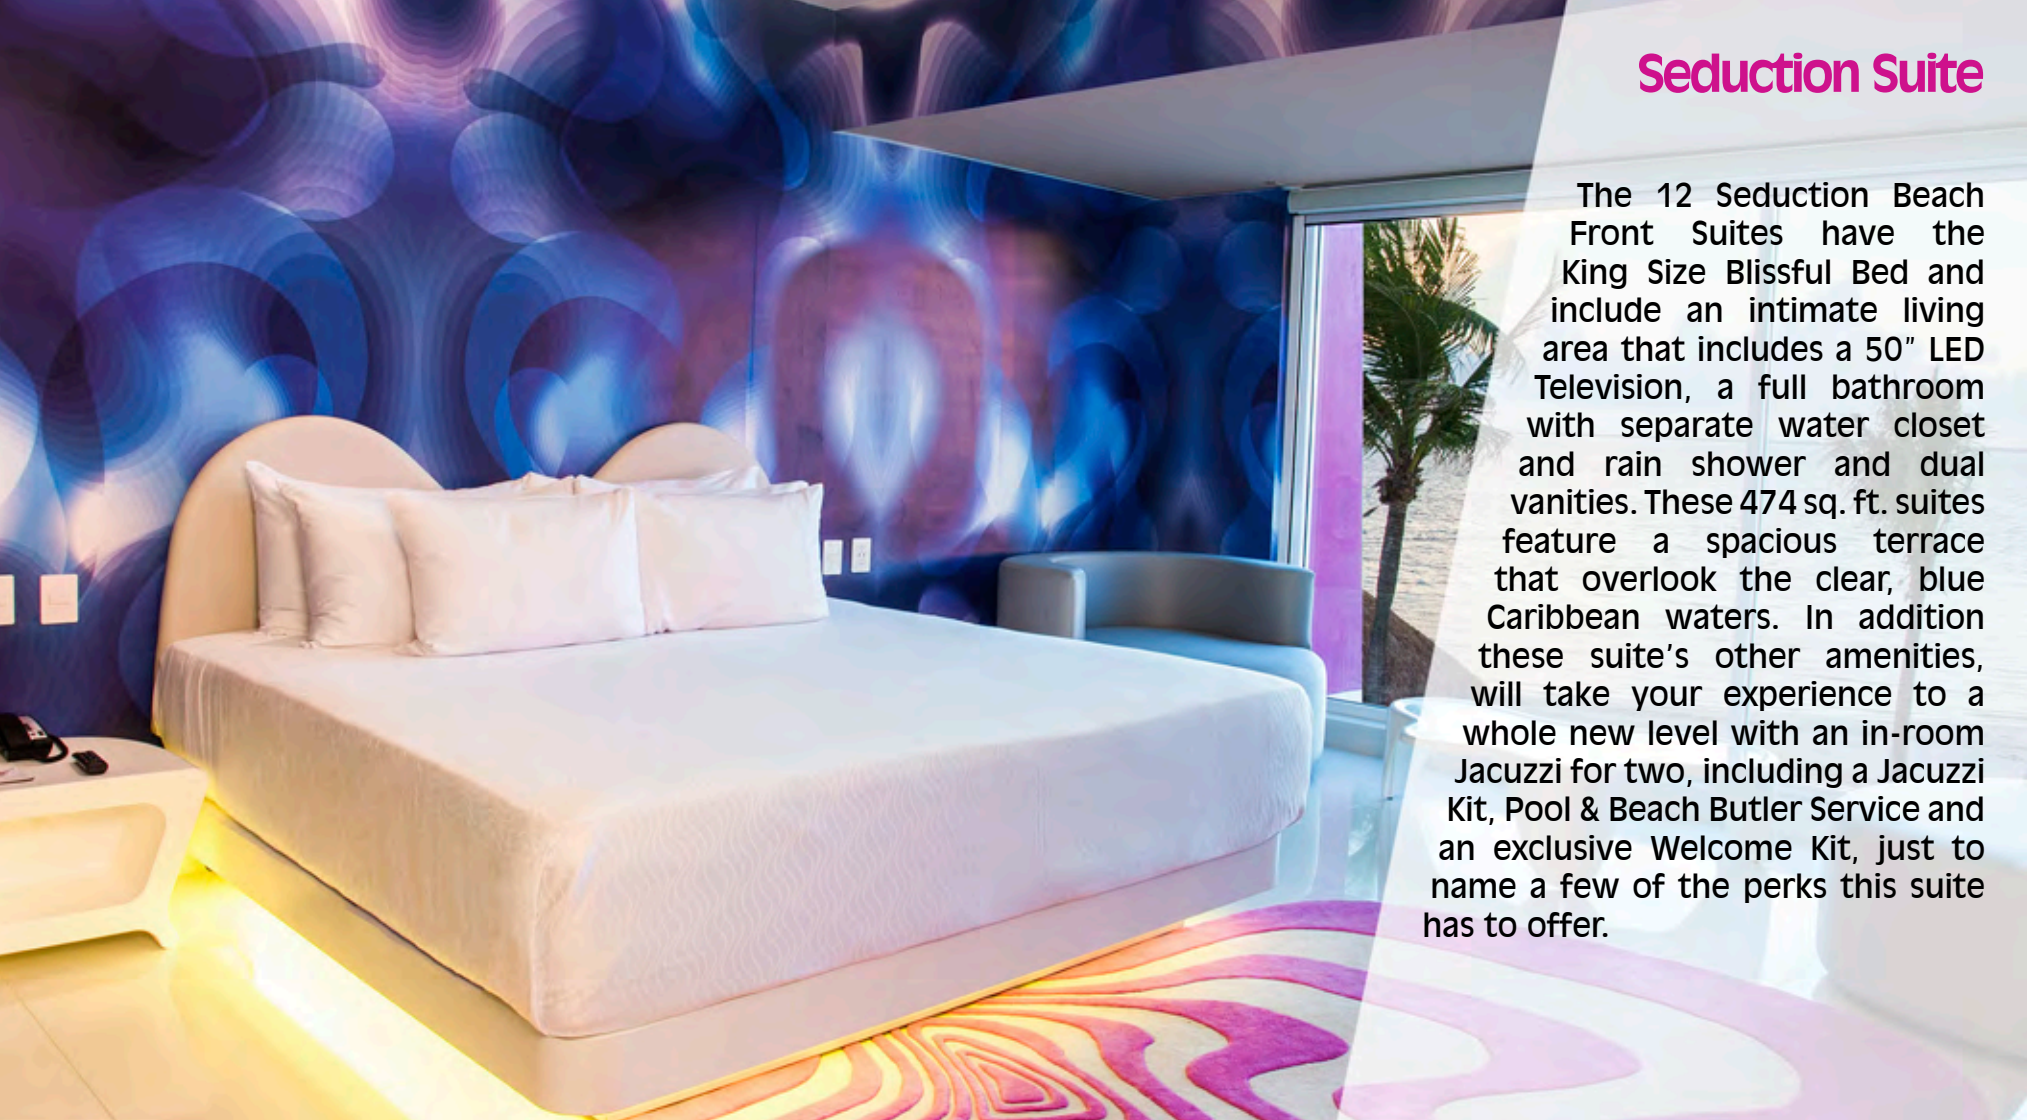 Seduction Suite
The 12 Seduction Beach
Front Suites have the
King Size Blissful Bed and
include an intimate living
area that includes a 50" LED
Television, a full bathroom
with separate water closet
and rain shower and dual
vanities. These 474 sq. ft. suites
feature a spacious terrace
that overlook the clear, blue
Caribbean waters. In addition
these suite's other amenities,
will take your experience to a
whole new level with an in-room
Jacuzzi for two, including a Jacuzzi
Kit, Pool & Beach Butler Service and
an exclusive Welcome Kit, just to
name a few of the perks this suite
has to offer.